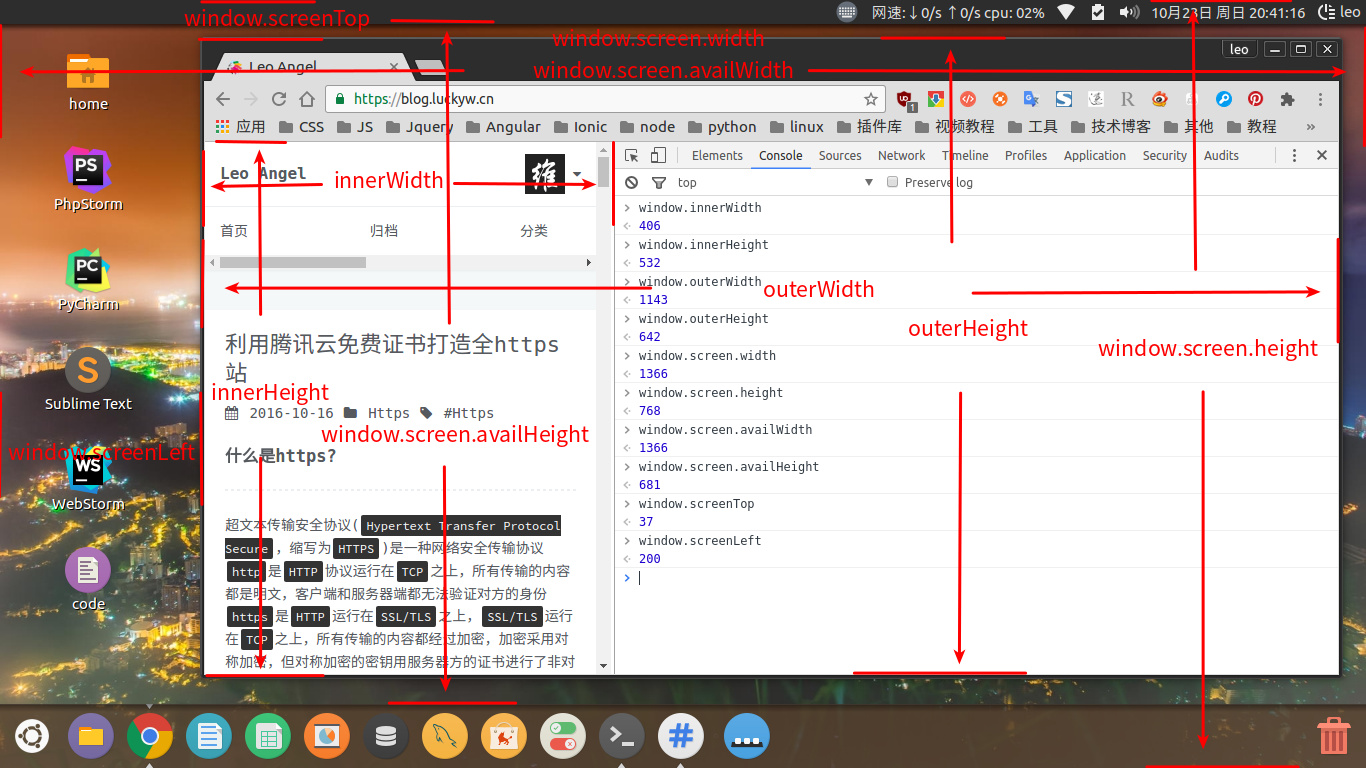 window.screenTop
网速:↓0/s ↑0/s cpu: 02%
10月23日 周日 20:41:16
leo
window.screen.width
leo
Leo Angel
window.screen.availWidth
https://blog.luckyw.cn
1
应用 CSS JS Jquery Angular Ionic node python linux 插件库 视频教程 工具 技术博客 其他 教程 »
home
PS
PhpStorm
PC
PyCharm
S
Sublime Text
window.screenLeft
WS
WebStorm
code
Leo Angel
innerWidth
维
首页 归档 分类
利用腾讯云免费证书打造全https
站
innerHeight
2016-10-16 Https #Https
window.screen.availHeight
什么是https?
超文本传输安全协议( Hypertext Transfer Protocol
Secure , 缩写为 HTTPS )是一种网络安全传输协议
http 是 HTTP 协议运行在 TCP 之上，所有传输的内容
都是明文，客户端和服务器端都无法验证对方的身份
https 是 HTTP 运行在 SSL/TLS 之上， SSL/TLS 运行
在 TCP 之上，所有传输的内容都经过加密，加密采用对
称加密，但对称加密的密钥用服务器方的证书进行了非对
Elements Console Sources Network Timeline Profiles Application Security Audits
top Preserve log
window.innerWidth
406
window.innerHeight
532
window.outerWidth
1143
outerWidth
window.outerHeight
642
outerHeight
window.screen.height
window.screen.width
1366
window.screen.height
768
window.screen.availWidth
1366
window.screen.availHeight
681
window.screenTop
37
window.screenLeft
200